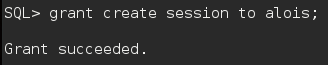 SQL> grant create session to alois;
Grant succeeded.